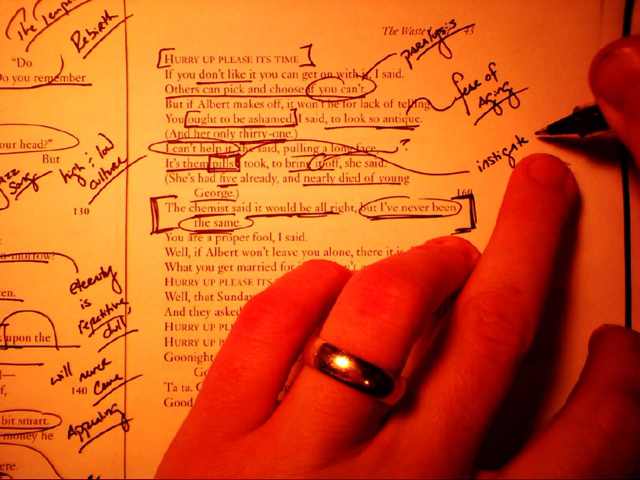 The Tempest
Rebirth
"Do
Do you remember
your head?"
But
Jazz
Song
high & low
culture
130
eternity
is
repetitive,
dull,
will never
come
140
Appearing
upon the
bit smart.
money he
The Waste
43
paralysis
HURRY UP PLEASE ITS TIME
If you don't like it you can get on with it, I said.
Others can pick and choose if you can't.
But if Albert makes off, it won't be for lack of telling.
You ought to be ashamed, I said, to look so antique.
(And her only thirty-one.)
I can't help it, she said, pulling a long face,
It's them pills I took, to bring it off, she said.
(She's had five already, and nearly died of young
George.)
160
The chemist said it would be all right, but I've never been
the same.
You are a proper fool, I said.
Well, if Albert won't leave you alone, there it is
What you get married for
HURRY UP
Well, that Sunday
And they asked
HURRY UP
HURRY UP
Goonight
Ta ta.
Good
fear of
Aging
?
instigate